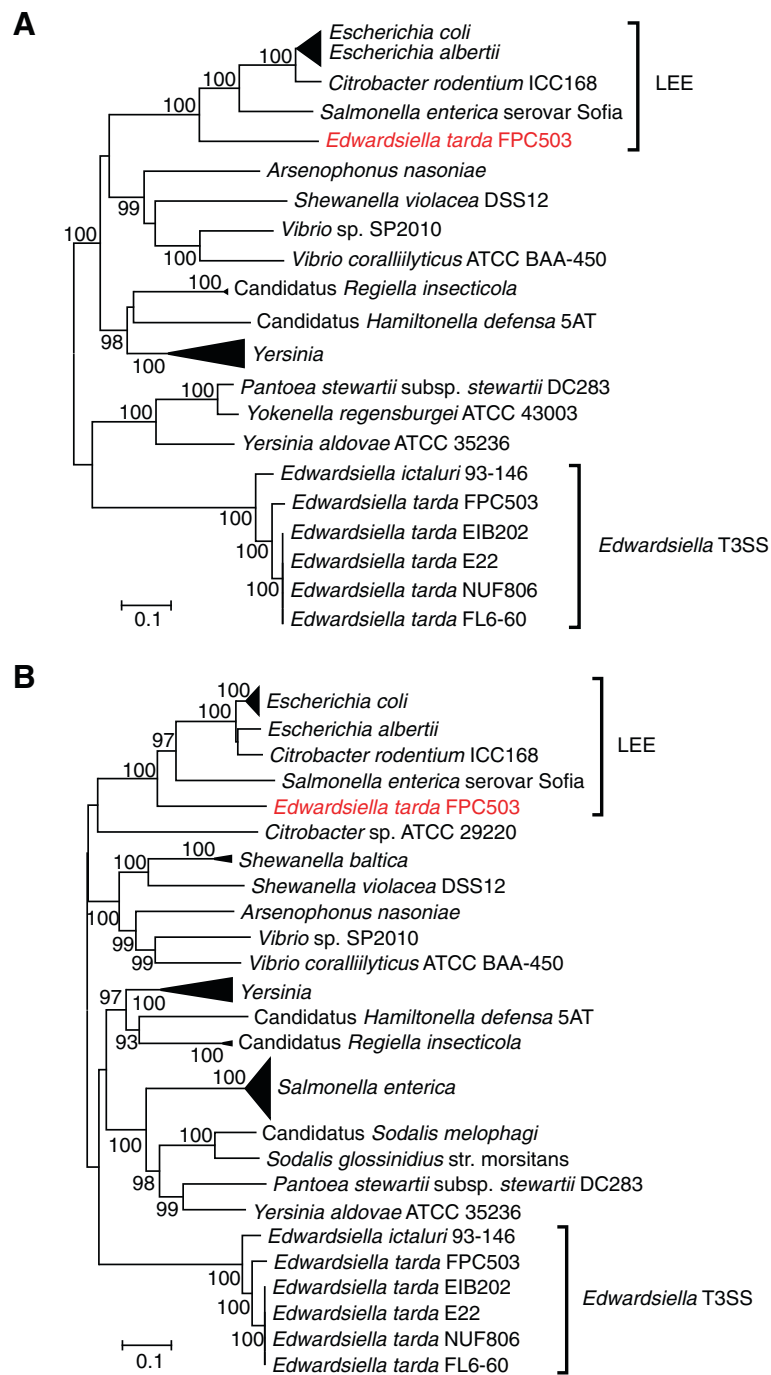 A
Escherichia coli
Escherichia albertii
100
100
Citrobacter rodentium ICC168
LEE
100
Salmonella enterica serovar Sofia
Edwardsiella tarda FPC503
Arsenophonus nasoniae
99
Shewanella violacea DSS12
100
Vibrio sp. SP2010
100
Vibrio coralliilyticus ATCC BAA-450
100
Candidatus Regiella insecticola
Candidatus Hamiltonella defensa 5AT
98
Yersinia
100
Pantoea stewartii subsp. stewartii DC283
100
100
Yokenella regensburgei ATCC 43003
Yersinia aldovae ATCC 35236
Edwardsiella ictaluri 93-146
Edwardsiella tarda FPC503
100
Edwardsiella tarda EIB202
Edwardsiella T3SS
100
Edwardsiella tarda E22
100
Edwardsiella tarda NUF806
0.1
Edwardsiella tarda FL6-60
B
100
Escherichia coli
100
Escherichia albertii
97
Citrobacter rodentium ICC168
LEE
100
Salmonella enterica serovar Sofia
Edwardsiella tarda FPC503
Citrobacter sp. ATCC 29220
100
Shewanella baltica
100
Shewanella violacea DSS12
100
Arsenophonus nasoniae
Vibrio sp. SP2010
99
99
Vibrio coralliilyticus ATCC BAA-450
97
Yersinia
100
Candidatus Hamiltonella defensa 5AT
93
Candidatus Regiella insecticola
100
100
Salmonella enterica
100
Candidatus Sodalis melophagi
100
Sodalis glossinidius str. morsitans
98
Pantoea stewartii subsp. stewartii DC283
99
Yersinia aldovae ATCC 35236
Edwardsiella ictaluri 93-146
Edwardsiella tarda FPC503
100
Edwardsiella tarda EIB202
Edwardsiella T3SS
100
Edwardsiella tarda E22
100
Edwardsiella tarda NUF806
0.1
Edwardsiella tarda FL6-60